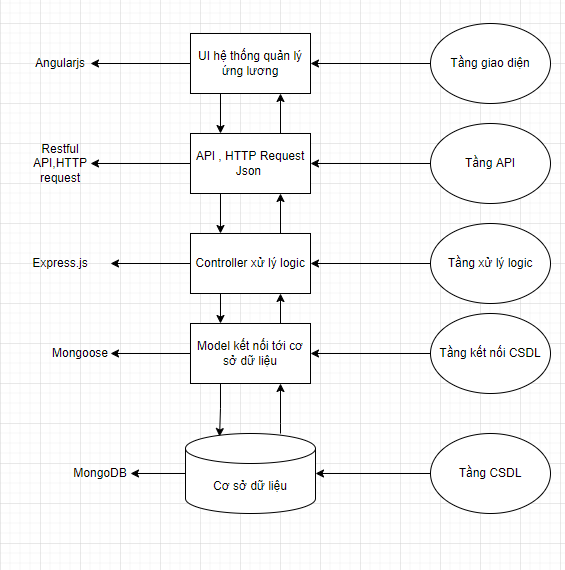 Angularjs
UI hệ thống quản lý
ứng lương
Tầng giao diện
Restful
API,HTTP
request
API , HTTP Request
Json
Tầng API
Express.js
Controller xử lý logic
Tầng xử lý logic
Mongoose
Model kết nối tới cơ
sở dữ liệu
Tầng kết nối CSDL
MongoDB
Cơ sở dữ liệu
Tầng CSDL